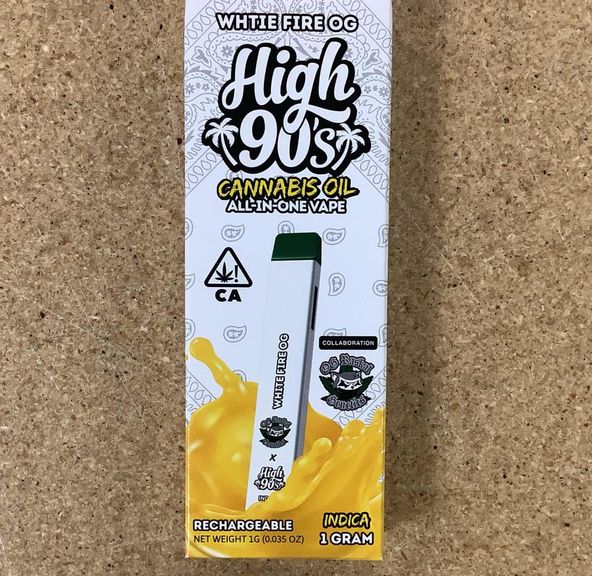 WHTIE FIRE OG
High
90's
CANNABIS OIL
ALL-IN-ONE VAPE
CA
COLLABORATION
WHITE FIRE OG
X
High
90's
RECHARGEABLE
NET WEIGHT 1G (0.035 OZ)
INDICA
1 GRAM